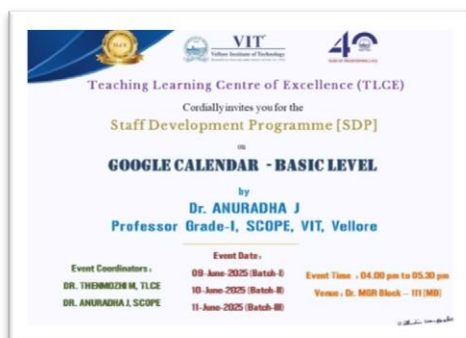 TLCE
VIT
Vellore Institute of Technology
40
Teaching Learning Centre of Excellence (TLCE)
Cordially invites you for the
Staff Development Programme [SDP]
on
GOOGLE CALENDAR - BASIC LEVEL
by
Dr. ANURADHA J
Professor Grade-I, SCOPE, VIT, Vellore
Event Coordinators :
DR. THENMOZHI M, TLCE
DR. ANURADHA J, SCOPE
Event Date :
09-June-2025 (Batch-I)
10-June-2025 (Batch-II)
11-June-2025 (Batch-III)
Event Time : 04.00 pm to 05.30 pm
Venue : Dr. MGR Block – 111 (MB)